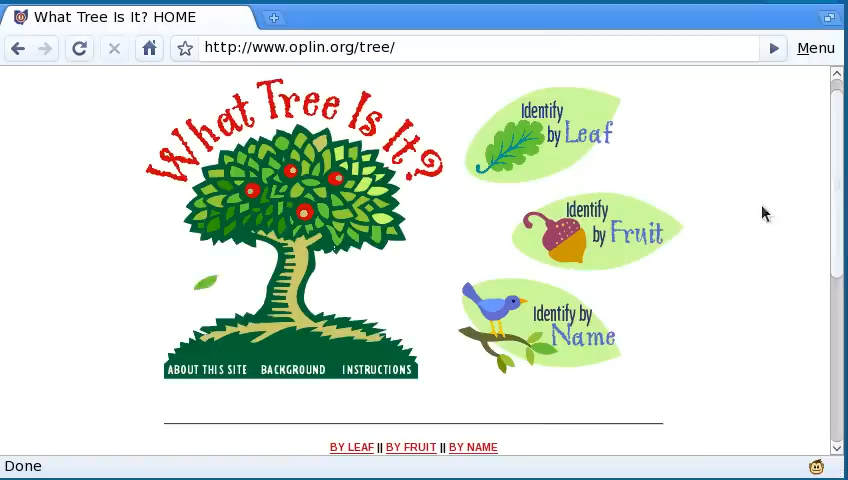 What Tree Is It? HOME
http://www.oplin.org/tree/
Menu
What Tree Is It?
Identify
by Leaf
Identify
by Fruit
Identify by
Name
ABOUT THIS SITE BACKGROUND INSTRUCTIONS
BY LEAF || BY FRUIT || BY NAME
Done